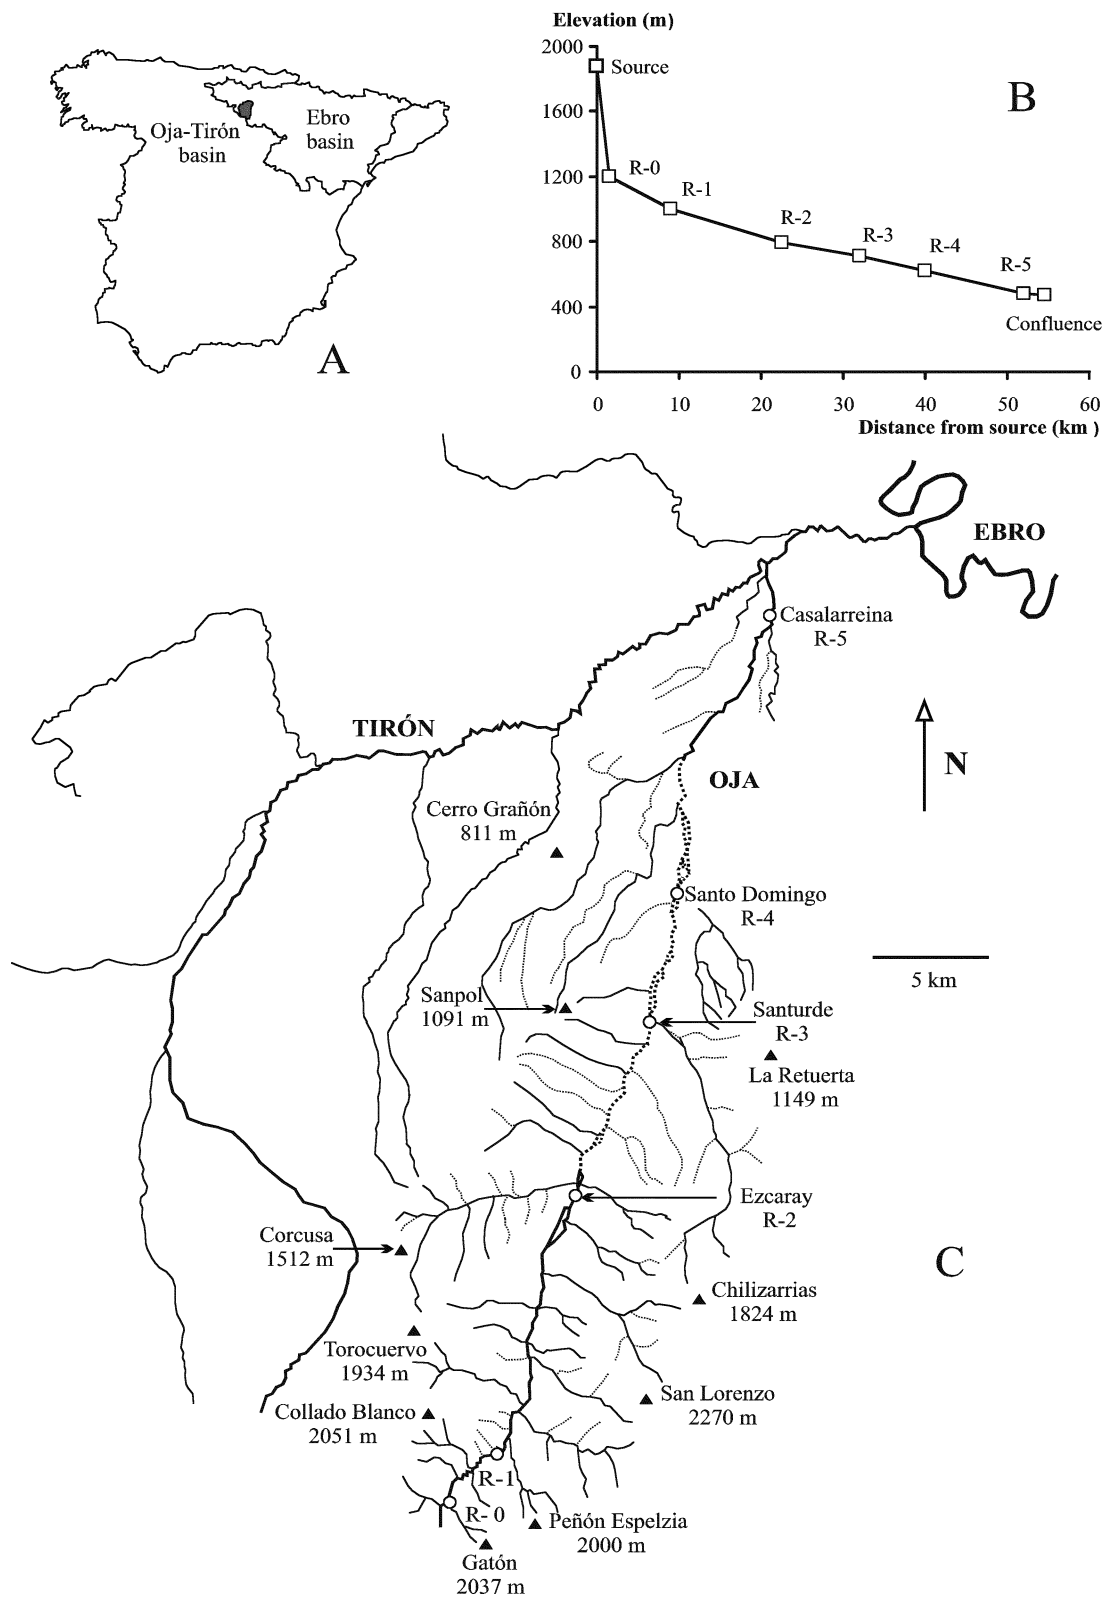 Oja-Tirón
basin
Ebro
basin
A
Elevation (m)
2000
1600
1200
800
400
0
Source
R-0
R-1
R-2
R-3
R-4
R-5
Confluence
B
0
10
20
30
40
50
60
Distance from source (km )
EBRO
Casalarreina
R-5
TIRÓN
OJA
N
Cerro Grañón
811 m
Santo Domingo
R-4
5 km
Sanpol
1091 m
Santurde
R-3
La Retuerta
1149 m
Ezcaray
R-2
Corcusa
1512 m
C
Chilizarrias
1824 m
Torocuervo
1934 m
San Lorenzo
2270 m
Collado Blanco
2051 m
R-1
R- 0
Peñón Espelzia
2000 m
Gatón
2037 m